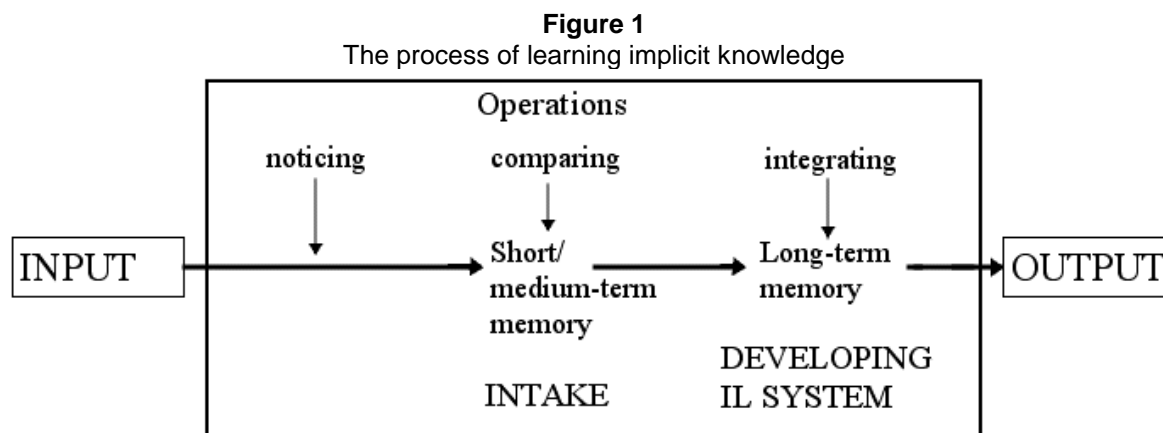 Figure 1
The process of learning implicit knowledge
Operations
noticing
comparing
integrating
INPUT
Short/
medium-term
memory
Long-term
memory
OUTPUT
INTAKE
DEVELOPING
IL SYSTEM